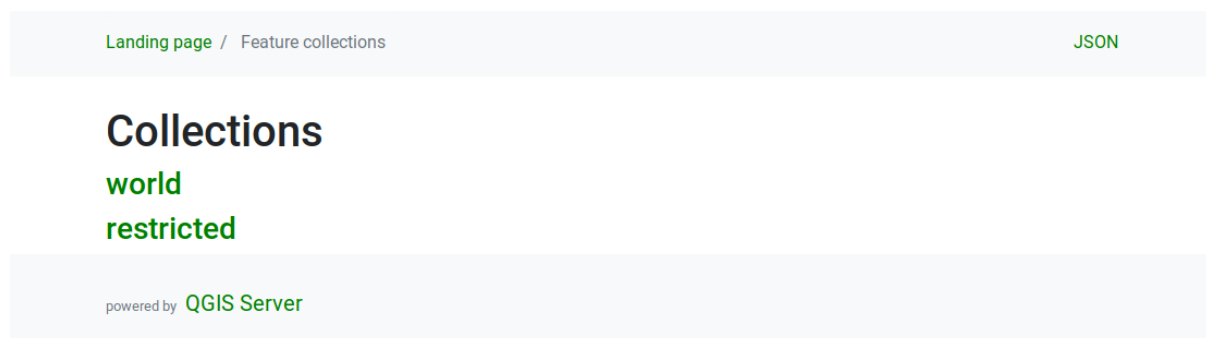 Landing page / Feature collections JSON
Collections
world
restricted
powered by QGIS Server